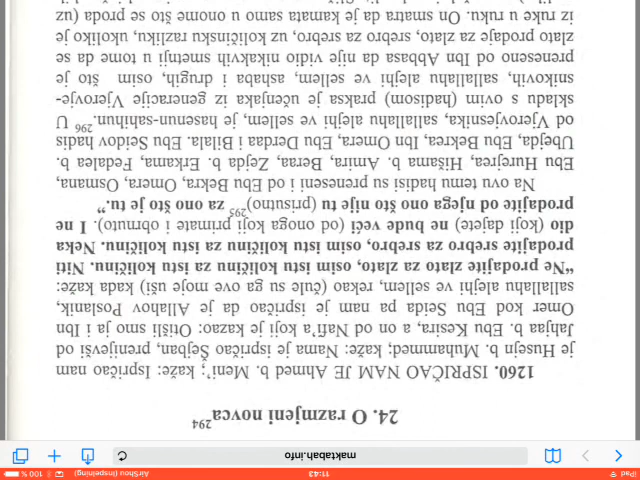 iPad 11:43 AirShou (Inspelning) 100 %
maktabah.info
24. O razmjeni novca294
1260. ISPRIČAO NAM JE Ahmed b. Meni'; kaže: Ispričao nam
je Husejn b. Muhammed; kaže: Nama je ispričao Šejban, prenijevši od
Jahjaa b. Ebu Kesira, a on od Nafi'a koji je kazao: Otišli smo ja i Ibn
Omer kod Ebu Seida pa nam je ispričao da je Allahov Poslanik,
sallallahu alejhi ve sellem, rekao (čule su ga ove moje uši) kada kaže:
“Ne prodajite zlato za zlato, osim istu količinu za istu količinu. Niti
prodajite srebro za srebro, osim istu količinu za istu količinu. Neka
dio (koji dajete) ne bude veći (od onoga koji primate i obrnuto). I ne
prodajite od njega ono što nije tu (prisutno)295 za ono što je tu.”
Na ovu temu hadisi su preneseni i od Ebu Bekra, Omera, Osmana,
Ebu Hurejrea, Hišama b. Amira, Beraa, Zejda b. Erkama, Fedalea b.
Ubejda, Ebu Bekrea, Ibn Omera, Ebu Derdaa i Bilala. Ebu Seidov hadis
od Vjerovjesnika, sallallahu alejhi ve sellem, je hasenun-sahihun.296 U
skladu s ovim (hadisom) praksa je učenjaka iz generacije Vjerovje-
snikovih, sallallahu alejhi ve sellem, ashaba i drugih, osim što je
preneseno od Ibn Abbasa da nije vidio nikakvih smetnji u tome da se
zlato prodaje za zlato, srebro za srebro, uz količinsku razliku, ukoliko je
iz ruke u ruku. On smatra da je kamata samo u onome što se proda (uz